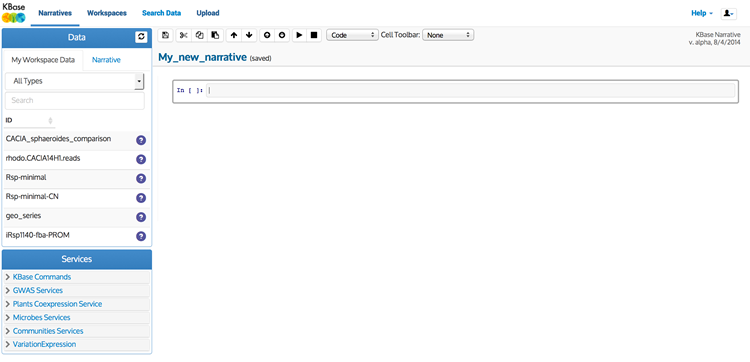 KBase
Narratives Workspaces Search Data Upload Help
Data
Code Cell Toolbar: None
KBase Narrative
v. alpha, 8/4/2014
My Workspace Data Narrative
My_new_narrative (saved)
All Types
In [ ]:
Search
ID
CACIA_sphaeroides_comparison ?
rhodo.CACIA14H1.reads ?
Rsp-minimal ?
Rsp-minimal-CN ?
geo_series ?
iRsp1140-fba-PROM ?
Services
KBase Commands
GWAS Services
Plants Coexpression Service
Microbes Services
Communities Services
VariationExpression